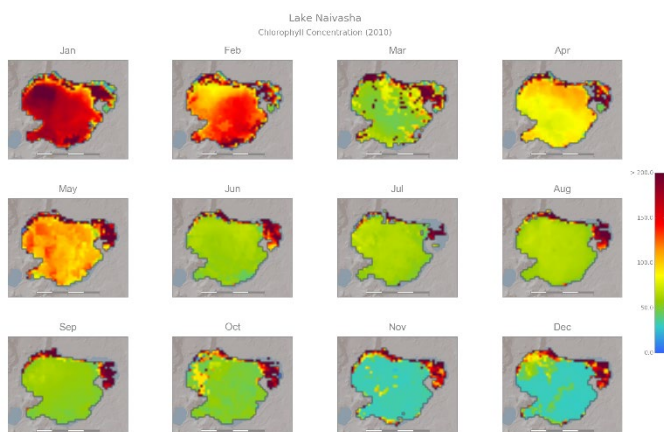 Lake Naivasha
Chlorophyll Concentration (2010)
Jan
Feb
Mar
Apr
> 200.0
May
Jun
Jul
Aug
150.0
100.0
50.0
Sep
Oct
Nov
Dec
0.0